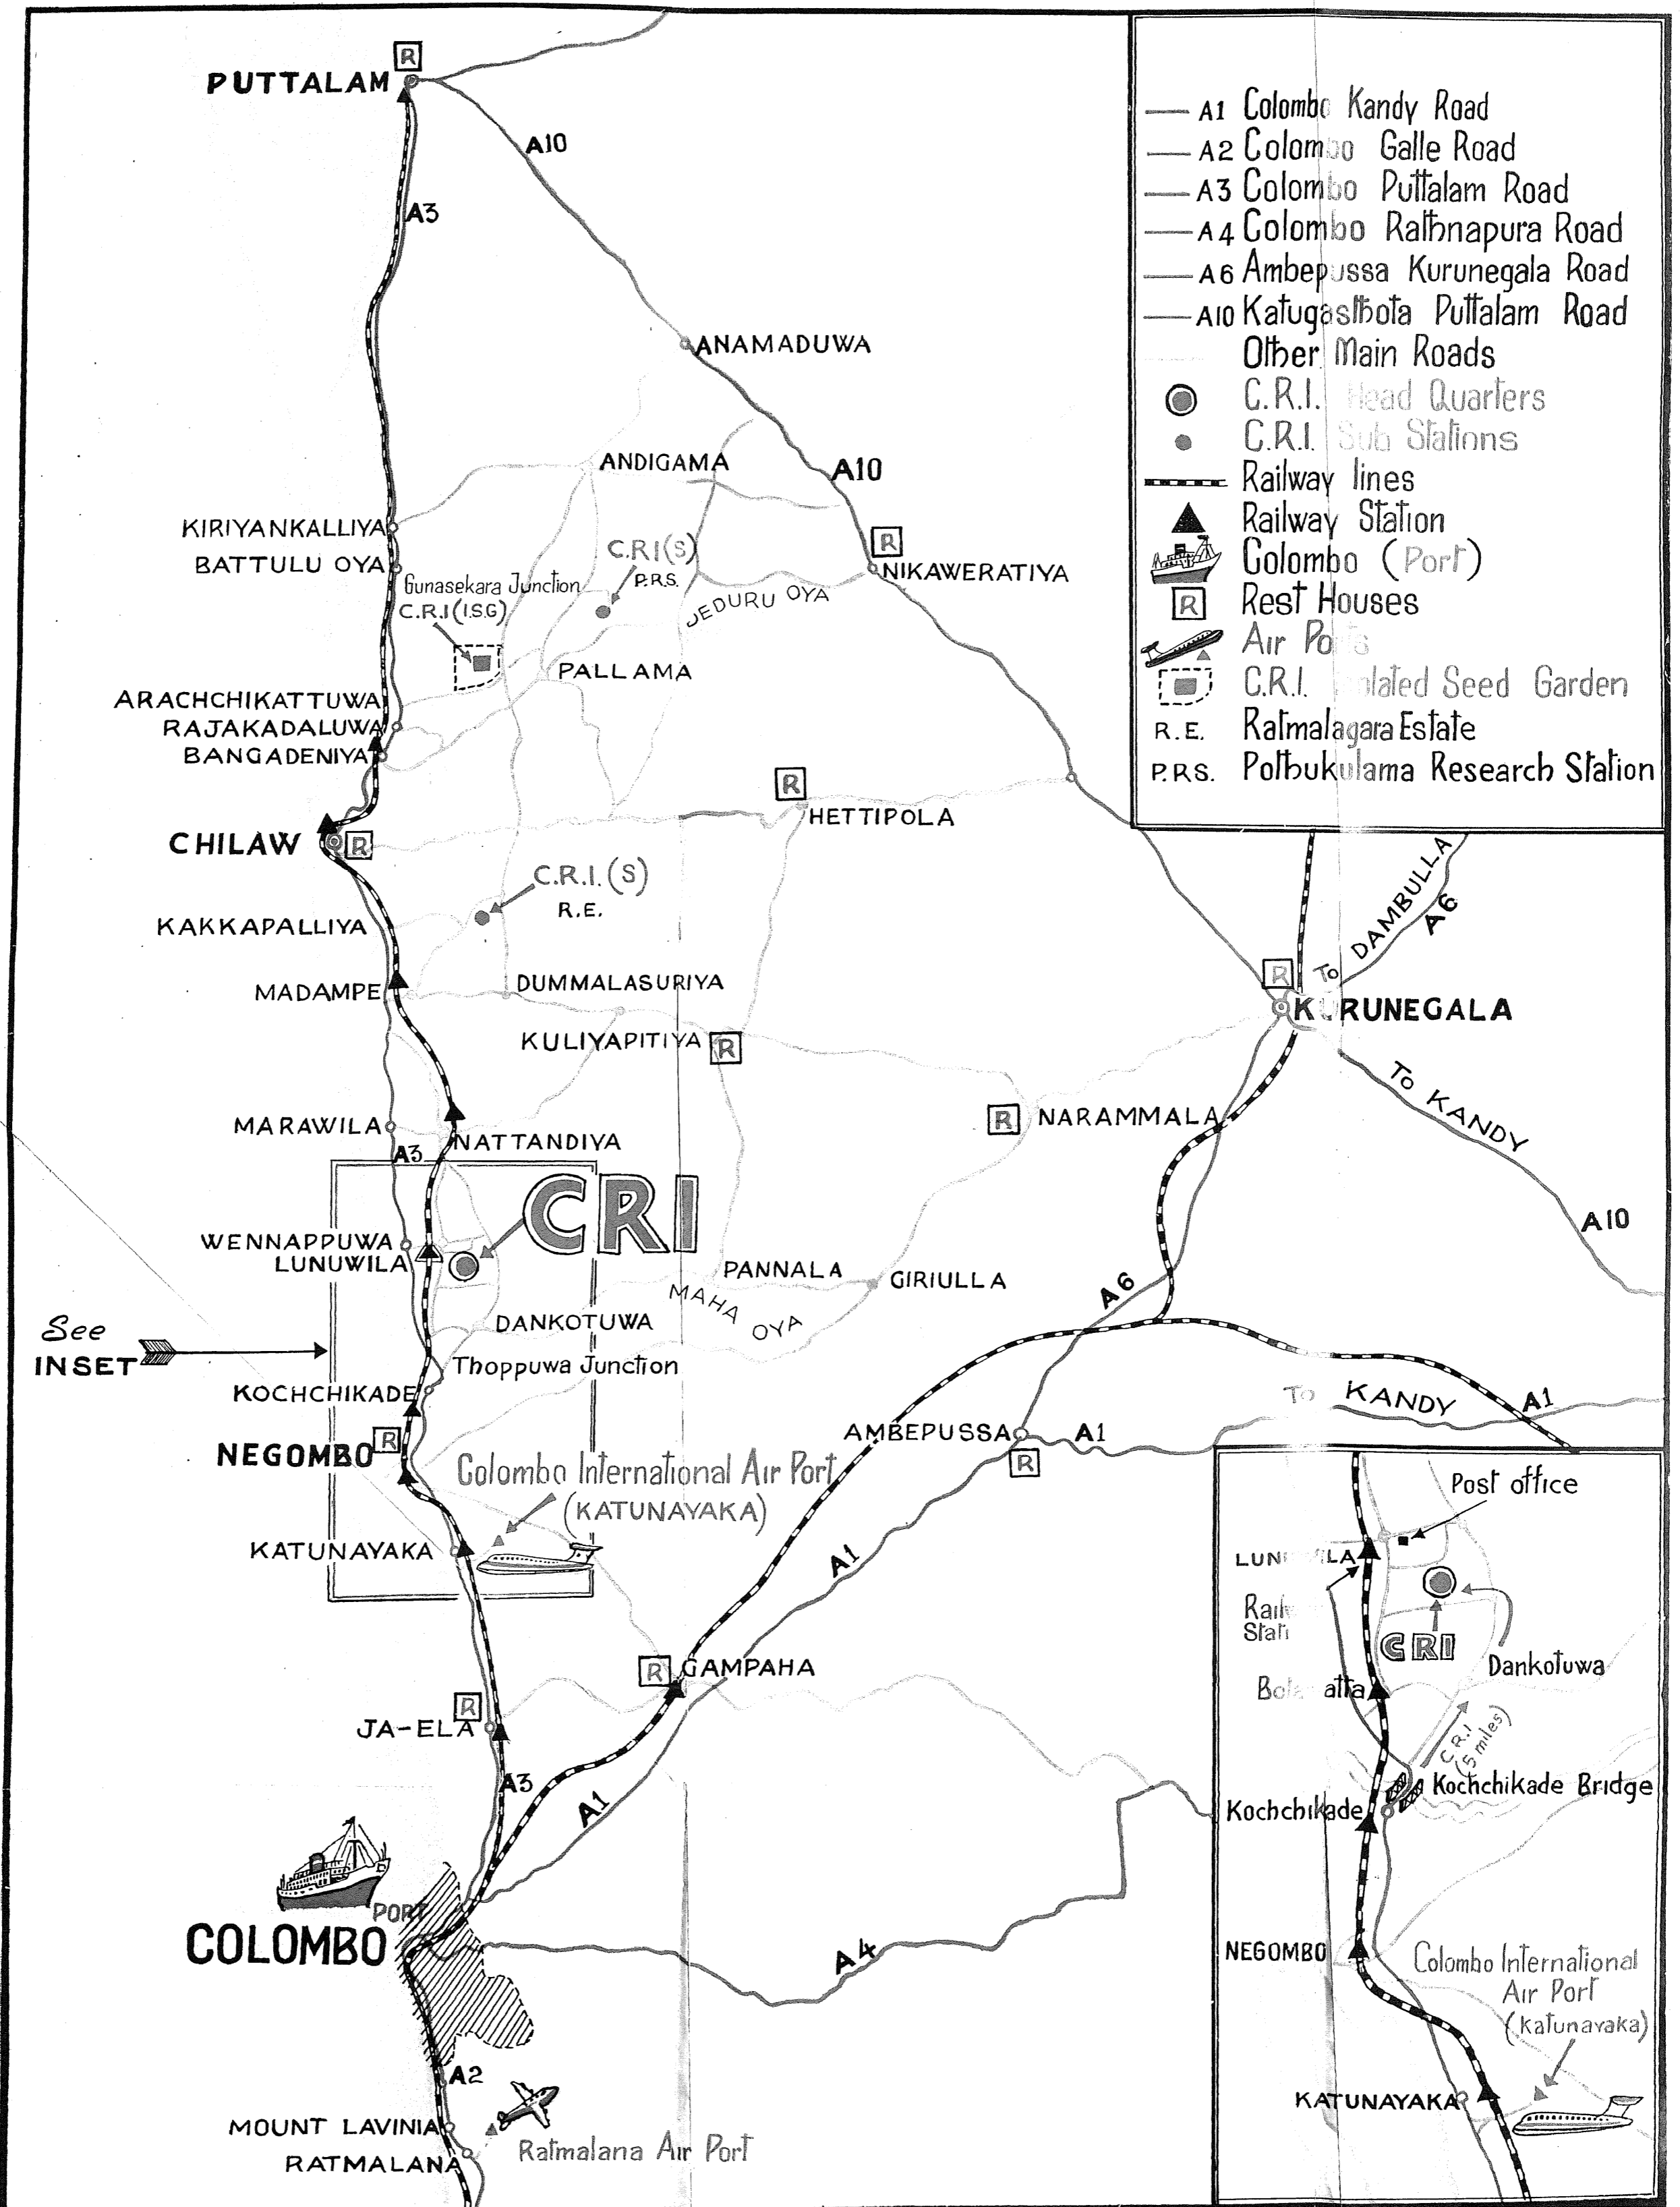 PUTTALAM
R
A10
A3
ANAMADUWA
ANDIGAMA
A10
KIRIYANKALLIYA
BATTULU OYA
Gunasekara Junction
C.R.I (I.S.G)
C.R.I (S)
P.R.S.
R
NIKAWERATIYA
DEDURU OYA
PALLAMA
ARACHCHIKATTUWA
RAJAKADALUWA
BANGADENIYA
R
HETTIPOLA
CHILAW
R
C.R.I. (S)
R.E.
KAKKAPALLIYA
MADAMPE
DUMMALASURIYA
KULIYAPITIYA
R
R
KURUNEGALA
To DAMBULLA
A6
To KANDY
A10
MARAWILA
A3
NATTANDIYA
R
NARAMMALA
CRI
WENNAPPUWA
LUNUWILA
PANNALA
GIRIULLA
MAHA OYA
A6
DANKOTUWA
See
INSET
Thoppuwa Junction
KOCHCHIKADE
NEGOMBO
R
To KANDY
A1
AMBEPUSSA
A1
R
Colombo International Air Port
(KATUNAYAKA)
KATUNAYAKA
A1
R
GAMPAHA
R
JA-ELA
A3
A1
PORT
COLOMBO
A4
A2
MOUNT LAVINIA
RATMALANA
Ratmalana Air Port
A1 Colombo Kandy Road
A2 Colombo Galle Road
A3 Colombo Puttalam Road
A4 Colombo Rathnapura Road
A6 Ambepussa Kurunegala Road
A10 Katugasthota Puttalam Road
Other Main Roads
C.R.I. Head Quarters
C.R.I. Sub Stations
Railway lines
Railway Station
Colombo (Port)
R Rest Houses
Air Ports
C.R.I. Seed Garden
R.E. Ratmalagara Estate
P.R.S. Pothukulama Research Station
Post office
LUNUWILA
CRI
Dankotuwa
C.R.I
(5 miles)
Kochchikade Bridge
Kochchikade
NEGOMBO
Colombo International
Air Port
(Katunayaka)
KATUNAYAKA